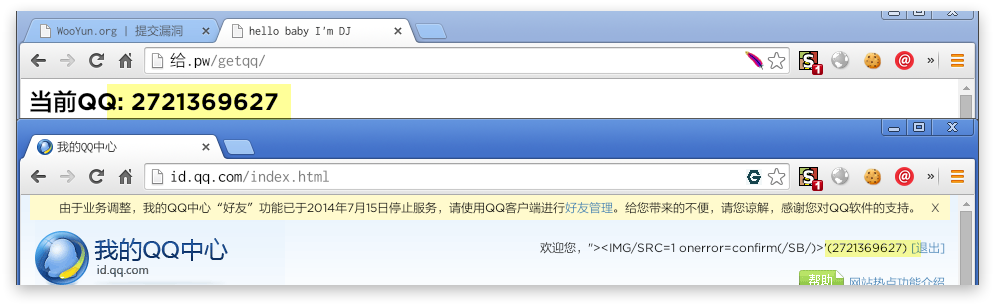 WooYun.org | 提交漏洞
hello baby I'm DJ
给.pw/getqq/
当前QQ: 2721369627
我的QQ中心
id.qq.com/index.html
由于业务调整，我的QQ中心“好友”功能已于2014年7月15日停止服务，请使用QQ客户端进行好友管理。给您带来的不便，请您谅解，感谢您对QQ软件的支持。 X
我的QQ中心
id.qq.com
欢迎您，"><IMG/SRC=1 onerror=confirm(/SB/)>'(2721369627) [退出]
帮助 网站热点功能介绍